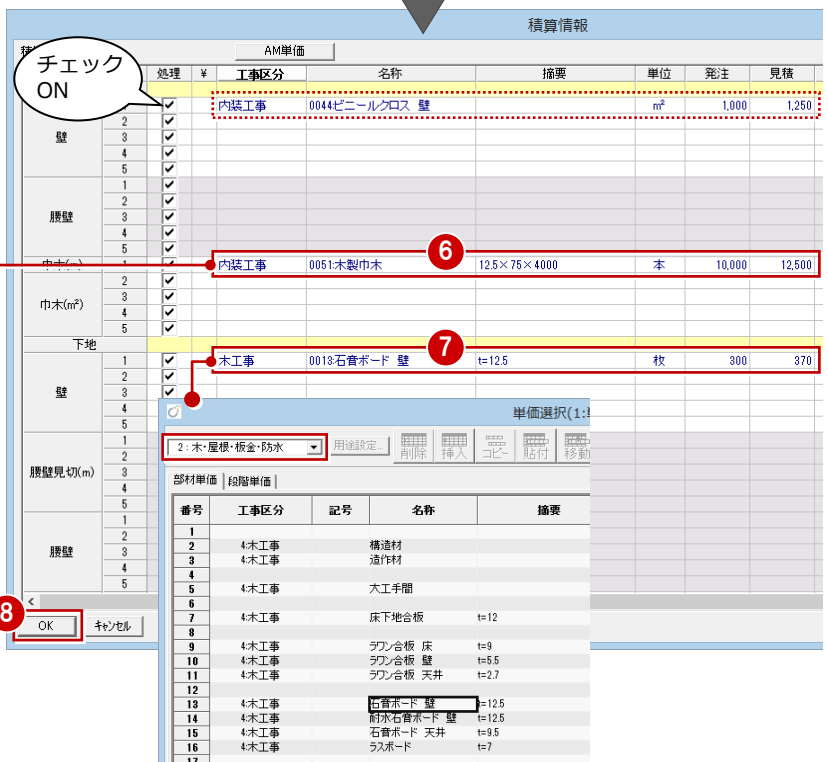 積算情報
AM単価
チェック
ON
処理 ¥ 工事区分 名称 摘要 単位 発注 見積
内装工事 0044:ビニールクロス 壁 m² 1,000 1,250
壁
2
3
4
5
腰壁
1
2
3
4
5
6
内装工事 0051:木製巾木 12.5×75×4000 本 10,000 12,500
巾木(m²)
2
3
4
5
下地
7
1 木工事 0013:石膏ボード 壁 t=12.5 枚 300 370
壁
2
3
4
5
腰壁見切(m)
1
2
3
4
5
腰壁
1
2
3
4
5
8
OK キャンセル
単価選択(1:
2:木・屋根・板金・防水 用途設定... 削除 挿入 コピー 貼付 移動
部材単価 段階単価
番号 工事区分 記号 名称 摘要
1
2 4:木工事 構造材
3 4:木工事 造作材
4
5 4:木工事 大工手間
6
7 4:木工事 床下地合板 t=12
8
9 4:木工事 ラワン合板 床 t=9
10 4:木工事 ラワン合板 壁 t=5.5
11 4:木工事 ラワン合板 天井 t=2.7
12
13 4:木工事 石膏ボード 壁 t=12.5
14 4:木工事 耐水石膏ボード 壁 t=12.5
15 4:木工事 石膏ボード 天井 t=9.5
16 4:木工事 ラスボード t=7
17